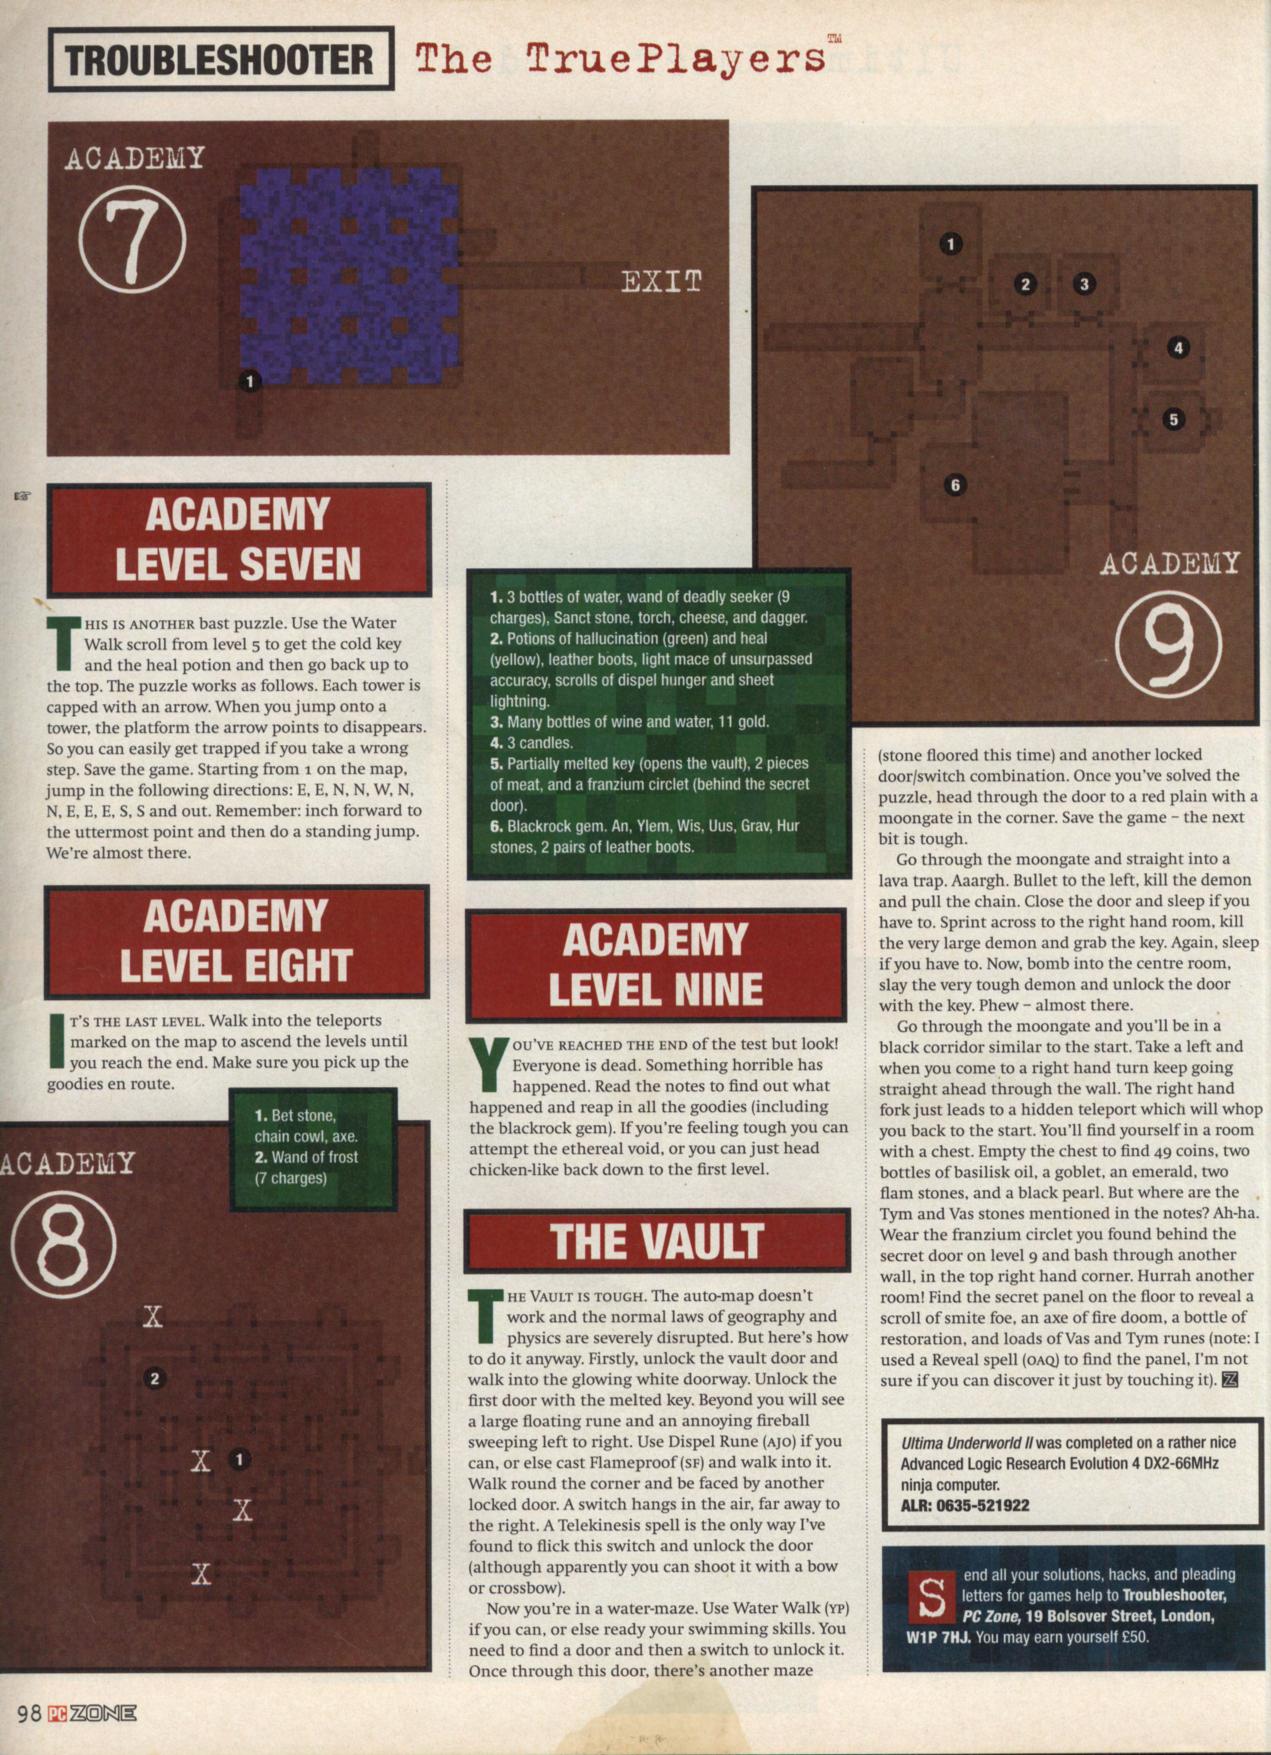 TROUBLESHOOTER The TruePlayers™
ACADEMY
7
1
EXIT
1
2
3
4
5
6
ACADEMY
9
ACADEMY
LEVEL SEVEN
THIS IS ANOTHER bast puzzle. Use the Water
Walk scroll from level 5 to get the cold key
and the heal potion and then go back up to
the top. The puzzle works as follows. Each tower is
capped with an arrow. When you jump onto a
tower, the platform the arrow points to disappears.
So you can easily get trapped if you take a wrong
step. Save the game. Starting from 1 on the map,
jump in the following directions: E, E, N, N, W, N,
N, E, E, E, S, S and out. Remember: inch forward to
the uttermost point and then do a standing jump.
We're almost there.
ACADEMY
LEVEL EIGHT
IT'S THE LAST LEVEL. Walk into the teleports
marked on the map to ascend the levels until
you reach the end. Make sure you pick up the
goodies en route.
1. Bet stone,
chain cowl, axe.
2. Wand of frost
(7 charges)
ACADEMY
8
X
2
X
1
X
X
1. 3 bottles of water, wand of deadly seeker (9
charges), Sanct stone, torch, cheese, and dagger.
2. Potions of hallucination (green) and heal
(yellow), leather boots, light mace of unsurpassed
accuracy, scrolls of dispel hunger and sheet
lightning.
3. Many bottles of wine and water, 11 gold.
4. 3 candles.
5. Partially melted key (opens the vault), 2 pieces
of meat, and a franzium circlet (behind the secret
door).
6. Blackrock gem. An, Ylem, Wis, Uus, Grav, Hur
stones, 2 pairs of leather boots.
ACADEMY
LEVEL NINE
YOU'VE REACHED THE END of the test but look!
Everyone is dead. Something horrible has
happened. Read the notes to find out what
happened and reap in all the goodies (including
the blackrock gem). If you're feeling tough you can
attempt the ethereal void, or you can just head
chicken-like back down to the first level.
THE VAULT
THE VAULT IS TOUGH. The auto-map doesn't
work and the normal laws of geography and
physics are severely disrupted. But here's how
to do it anyway. Firstly, unlock the vault door and
walk into the glowing white doorway. Unlock the
first door with the melted key. Beyond you will see
a large floating rune and an annoying fireball
sweeping left to right. Use Dispel Rune (AJO) if you
can, or else cast Flameproof (SF) and walk into it.
Walk round the corner and be faced by another
locked door. A switch hangs in the air, far away to
the right. A Telekinesis spell is the only way I've
found to flick this switch and unlock the door
(although apparently you can shoot it with a bow
or crossbow).
Now you're in a water-maze. Use Water Walk (YP)
if you can, or else ready your swimming skills. You
need to find a door and then a switch to unlock it.
Once through this door, there's another maze
(stone floored this time) and another locked
door/switch combination. Once you've solved the
puzzle, head through the door to a red plain with a
moongate in the corner. Save the game – the next
bit is tough.
Go through the moongate and straight into a
lava trap. Aaargh. Bullet to the left, kill the demon
and pull the chain. Close the door and sleep if you
have to. Sprint across to the right hand room, kill
the very large demon and grab the key. Again, sleep
if you have to. Now, bomb into the centre room,
slay the very tough demon and unlock the door
with the key. Phew – almost there.
Go through the moongate and you'll be in a
black corridor similar to the start. Take a left and
when you come to a right hand turn keep going
straight ahead through the wall. The right hand
fork just leads to a hidden teleport which will whop
you back to the start. You'll find yourself in a room
with a chest. Empty the chest to find 49 coins, two
bottles of basilisk oil, a goblet, an emerald, two
flam stones, and a black pearl. But where are the
Tym and Vas stones mentioned in the notes? Ah-ha.
Wear the franzium circlet you found behind the
secret door on level 9 and bash through another
wall, in the top right hand corner. Hurrah another
room! Find the secret panel on the floor to reveal a
scroll of smite foe, an axe of fire doom, a bottle of
restoration, and loads of Vas and Tym runes (note: I
used a Reveal spell (OAQ) to find the panel, I'm not
sure if you can discover it just by touching it). Z
Ultima Underworld II was completed on a rather nice
Advanced Logic Research Evolution 4 DX2-66MHz
ninja computer.
ALR: 0635-521922
Send all your solutions, hacks, and pleading
letters for games help to Troubleshooter,
PC Zone, 19 Bolsover Street, London,
W1P 7HJ. You may earn yourself £50.
98 PC ZONE